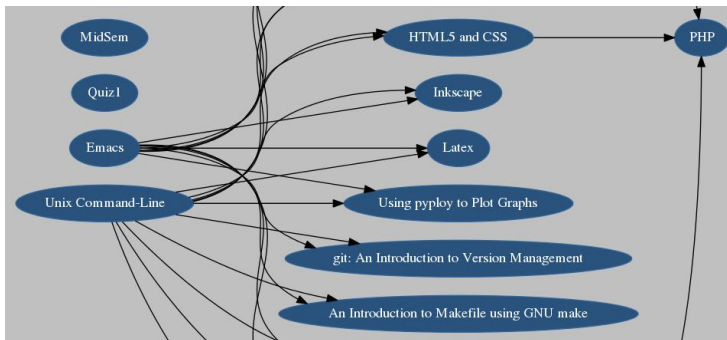 MidSem
HTML5 and CSS
PHP
Quiz1
Inkscape
Emacs
Latex
Unix Command-Line
Using pyploy to Plot Graphs
git: An Introduction to Version Management
An Introduction to Makefile using GNU make